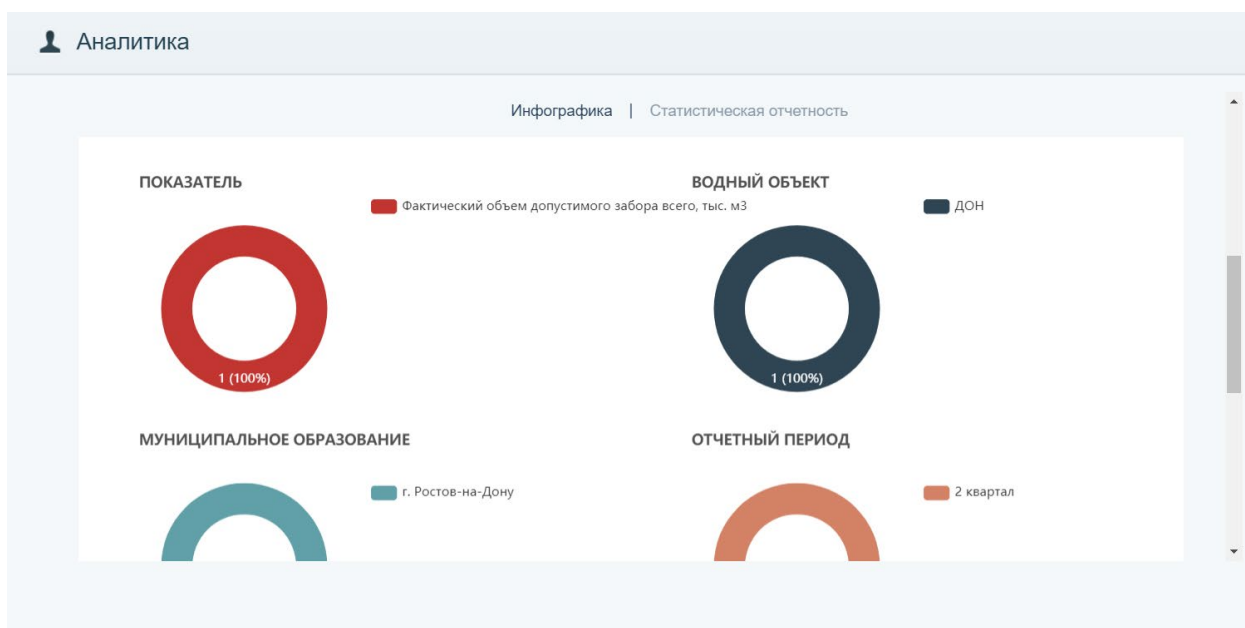 Аналитика
Инфографика | Статистическая отчетность
ПОКАЗАТЕЛЬ
Фактический объем допустимого забора всего, тыс. м3
1 (100%)
ВОДНЫЙ ОБЪЕКТ
ДОН
1 (100%)
МУНИЦИПАЛЬНОЕ ОБРАЗОВАНИЕ
г. Ростов-на-Дону
ОТЧЕТНЫЙ ПЕРИОД
2 квартал